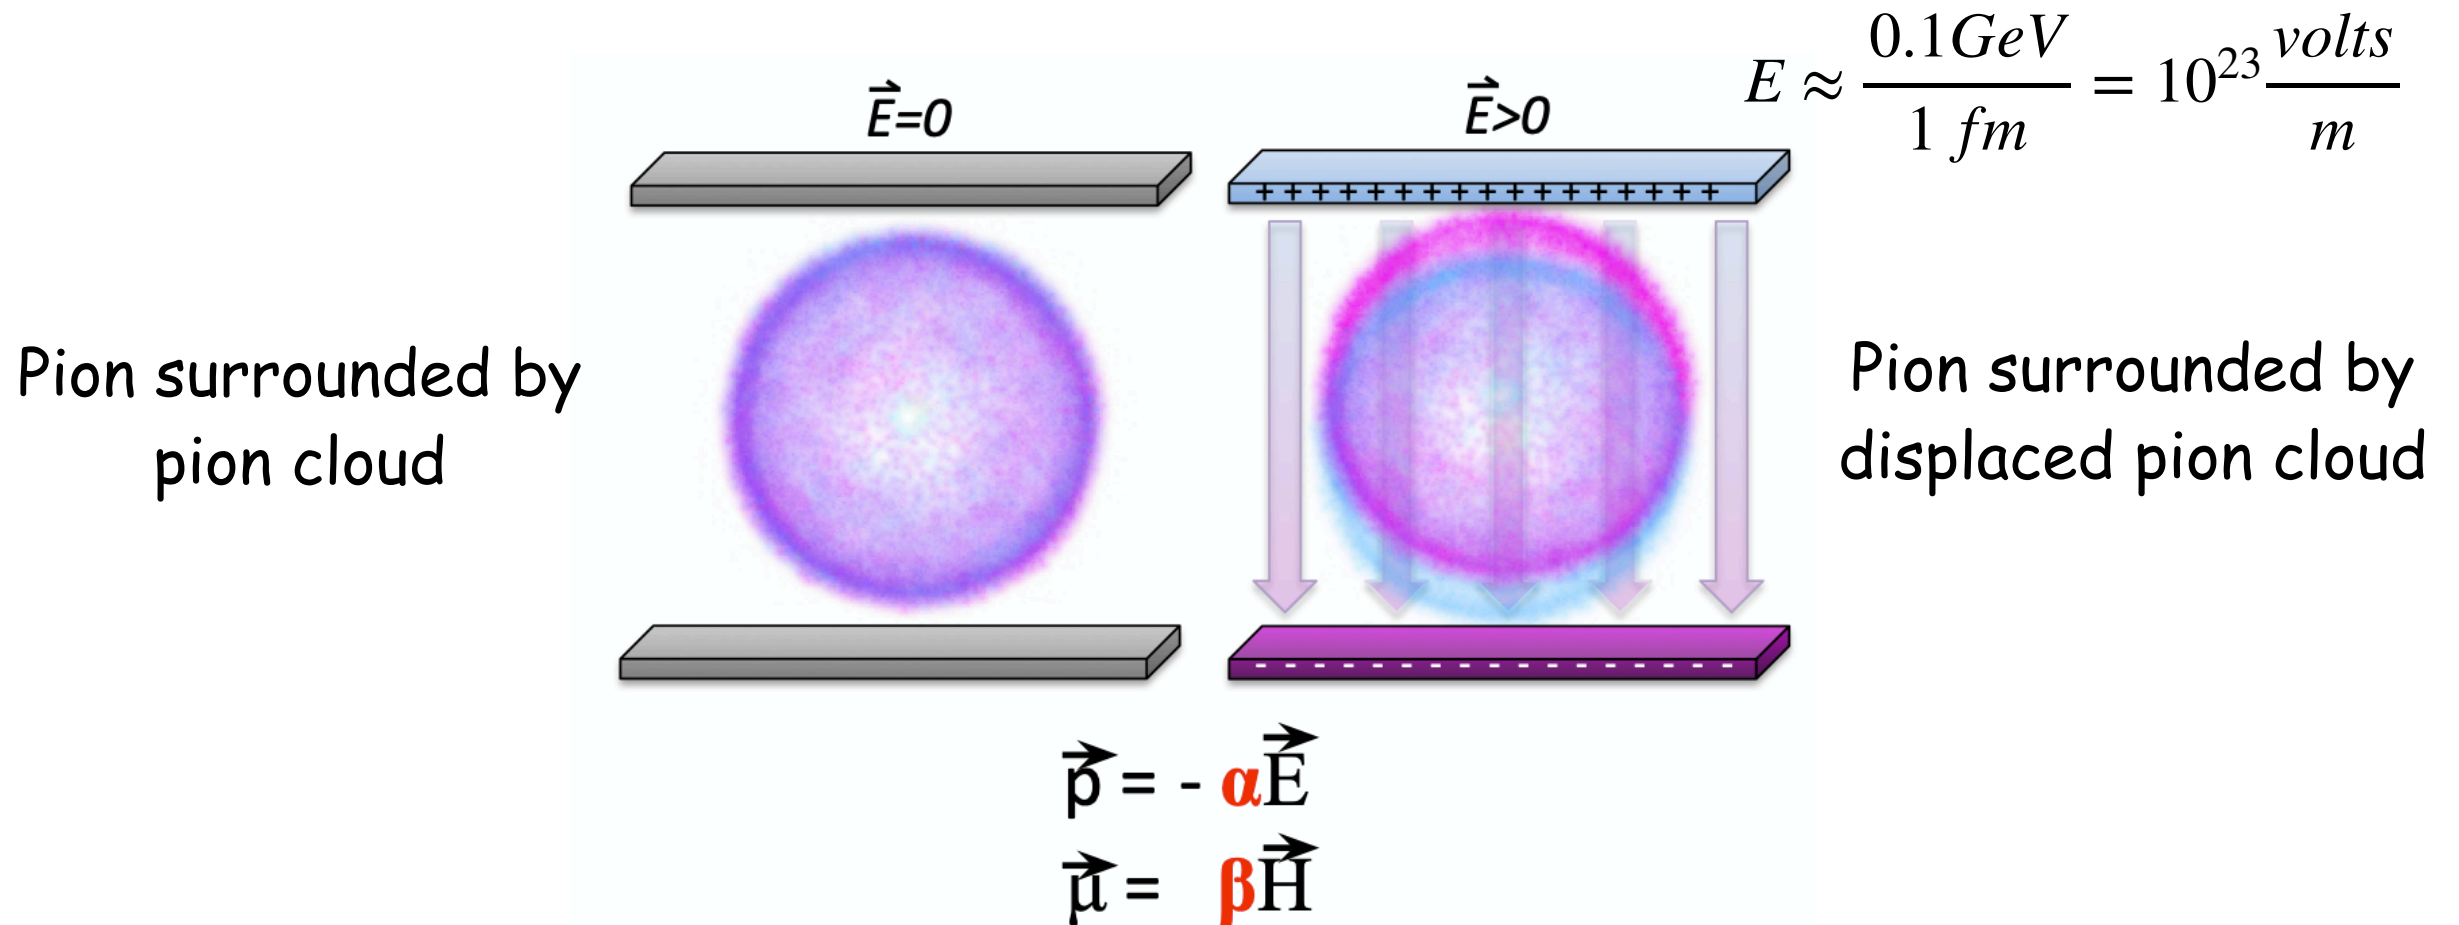 E ≈ 0.1GeV / 1 fm = 10^23 volts / m
E⃗=0
E⃗>0
+ + + + + + + + + + + + + + + + +
Pion surrounded by
pion cloud
Pion surrounded by
displaced pion cloud
- - - - - - - - - - - - - - - - -
p⃗ = - αE⃗
μ⃗ = βH⃗